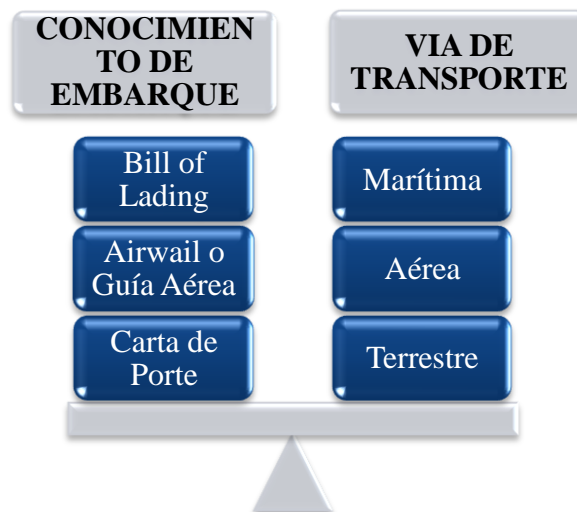 CONOCIMIEN
TO DE
EMBARQUE
VIA DE
TRANSPORTE
Bill of
Lading
Marítima
Airwail o
Guía Aérea
Aérea
Carta de
Porte
Terrestre